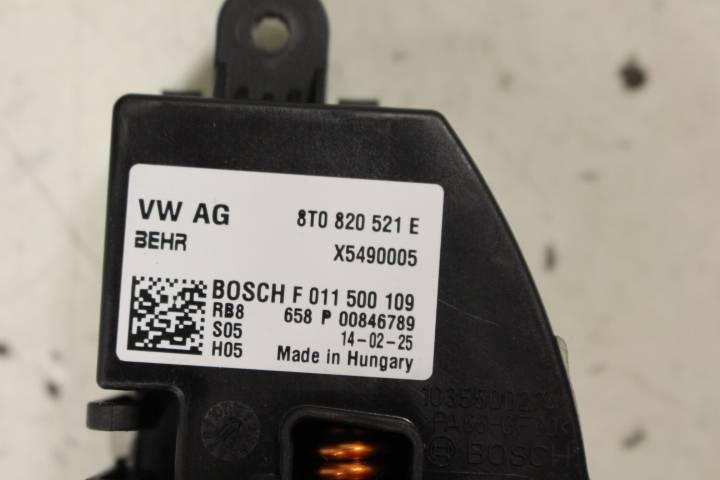 VW AG 8T0 820 521 E
BEHR X5490005
BOSCH F 011 500 109
RB8 658 P 00846789
S05 14-02-25
H05 Made in Hungary
BOSCH